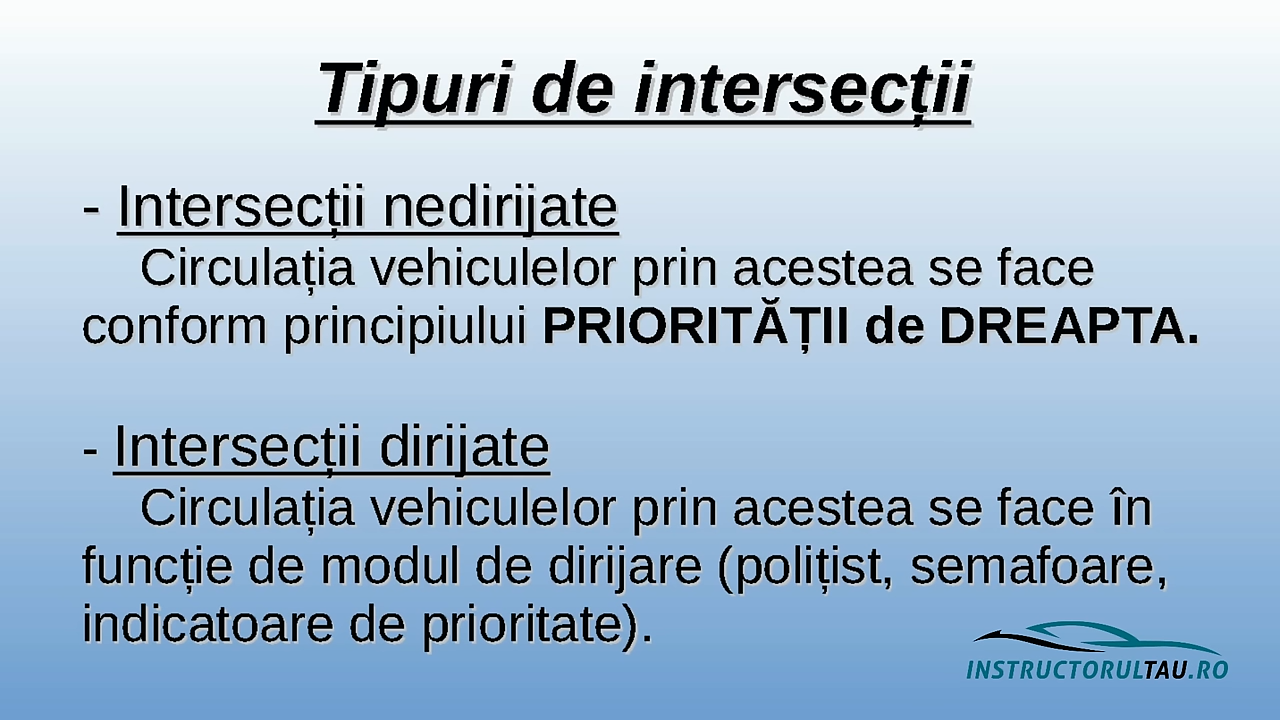 Tipuri de intersecții
- Intersecții nedirijate
Circulația vehiculelor prin acestea se face
conform principiului PRIORITĂȚII de DREAPTA.
- Intersecții dirijate
Circulația vehiculelor prin acestea se face în
funcție de modul de dirijare (polițist, semafoare,
indicatoare de prioritate).
INSTRUCTORULTAU.RO